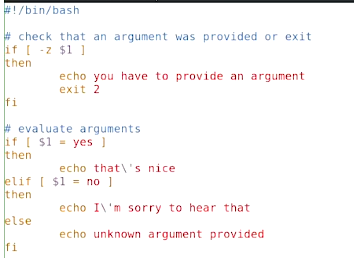 #!/bin/bash
# check that an argument was provided or exit
if [ -z $1 ]
then
echo you have to provide an argument
exit 2
fi
# evaluate arguments
if [ $1 = yes ]
then
echo that\'s nice
elif [ $1 = no ]
then
echo I\'m sorry to hear that
else
echo unknown argument provided
fi